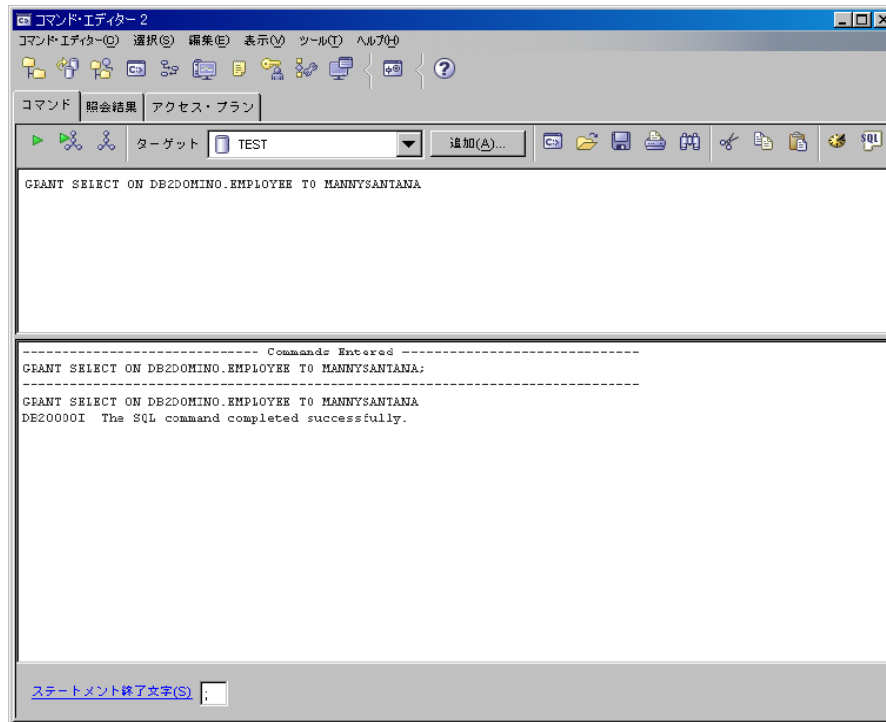 コマンド・エディター 2
コマンド・エディター(C) 選択(S) 編集(E) 表示(V) ツール(T) ヘルプ(H)
コマンド 照会結果 アクセス・プラン
ターゲット TEST 追加(A)... SQL
GRANT SELECT ON DB2DOMINO.EMPLOYEE TO MANNYSANTANA
------------------------------ Commands Entered ------------------------------
GRANT SELECT ON DB2DOMINO.EMPLOYEE TO MANNYSANTANA;
------------------------------------------------------------------------------
GRANT SELECT ON DB2DOMINO.EMPLOYEE TO MANNYSANTANA
DB20000I The SQL command completed successfully.
ステートメント終了文字(S) ;